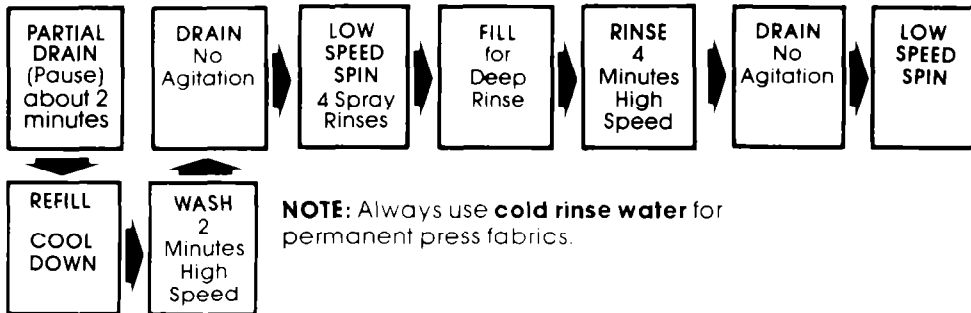 PARTIAL
DRAIN
(Pause)
about 2
minutes
REFILL
COOL
DOWN
WASH
2
Minutes
High
Speed
DRAIN
No
Agitation
LOW
SPEED
SPIN
4 Spray
Rinses
FILL
for
Deep
Rinse
RINSE
4
Minutes
High
Speed
DRAIN
No
Agitation
LOW
SPEED
SPIN
NOTE: Always use cold rinse water for
permanent press fabrics.